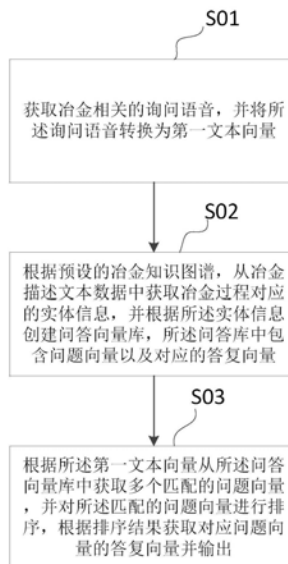 S01
获取冶金相关的询问语音，并将所
述询问语音转换为第一文本向量
S02
根据预设的冶金知识图谱，从冶金
描述文本数据中获取冶金过程对应
的实体信息，并根据所述实体信息
创建问答向量库，所述问答库中包
含问题向量以及对应的答复向量
S03
根据所述第一文本向量从所述问答
向量库中获取多个匹配的问题向量
，并对所述匹配的问题向量进行排
序，根据排序结果获取对应问题向
量的答复向量并输出